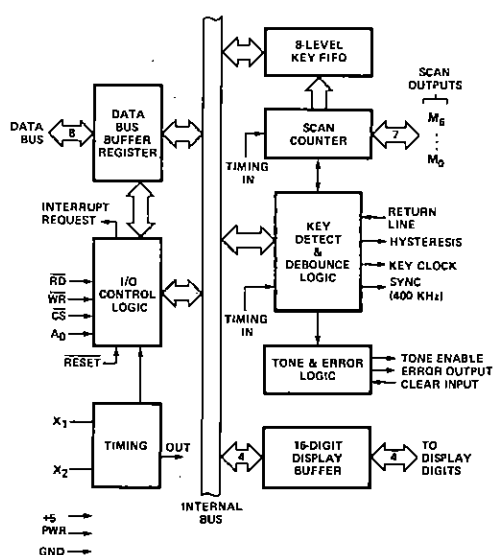 8-LEVEL
KEY FIFO
SCAN
OUTPUTS
DATA
BUS
BUFFER
REGISTER
DATA
BUS
8
SCAN
COUNTER
7
M6
M0
TIMING
IN
INTERRUPT
REQUEST
KEY
DETECT
&
DEBOUNCE
LOGIC
RETURN
LINE
HYSTERESIS
KEY CLOCK
SYNC
(400 KHz)
I/O
CONTROL
LOGIC
RD
WR
CS
A0
RESET
TIMING
IN
TONE & ERROR
LOGIC
TONE ENABLE
ERROR OUTPUT
CLEAR INPUT
X1
X2
TIMING
OUT
4
16-DIGIT
DISPLAY
BUFFER
4
TO
DISPLAY
DIGITS
INTERNAL
BUS
+5
PWR
GND